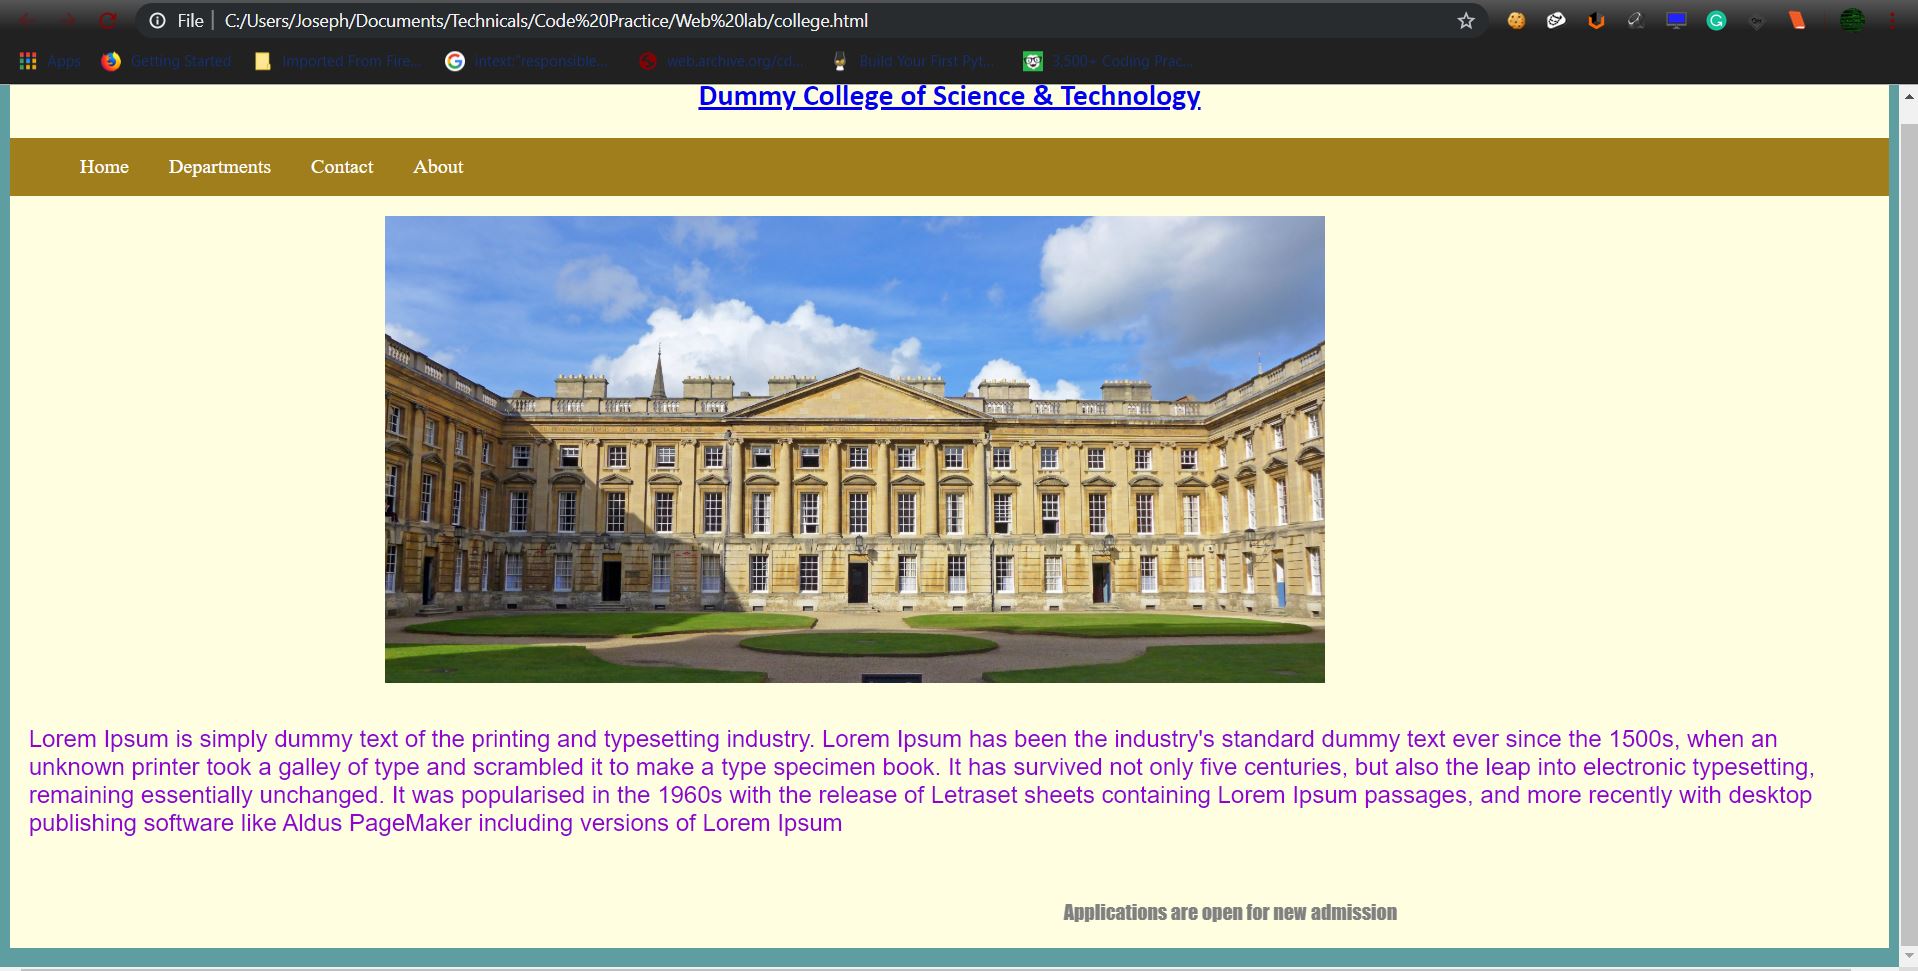 File | C:/Users/Joseph/Documents/Technicals/Code%20Practice/Web%20lab/college.html
Apps Getting Started Imported From Fire... intext:"responsible... web.archive.org/cd... Build Your First Pyt... 3,500+ Coding Prac...
Dummy College of Science & Technology
Home Departments Contact About
Lorem Ipsum is simply dummy text of the printing and typesetting industry. Lorem Ipsum has been the industry's standard dummy text ever since the 1500s, when an
unknown printer took a galley of type and scrambled it to make a type specimen book. It has survived not only five centuries, but also the leap into electronic typesetting,
remaining essentially unchanged. It was popularised in the 1960s with the release of Letraset sheets containing Lorem Ipsum passages, and more recently with desktop
publishing software like Aldus PageMaker including versions of Lorem Ipsum
Applications are open for new admission